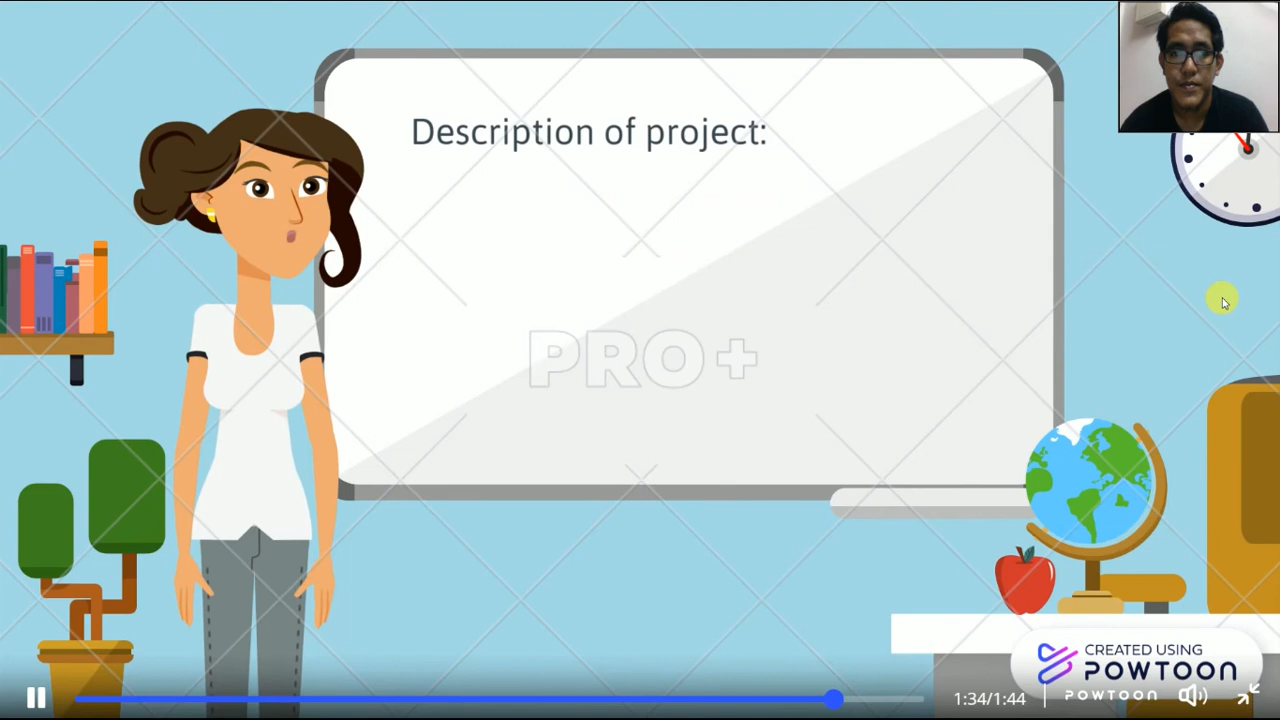 Description of project:
PRO+
CREATED USING
POWTOON
1:34/1:44
POWTOON